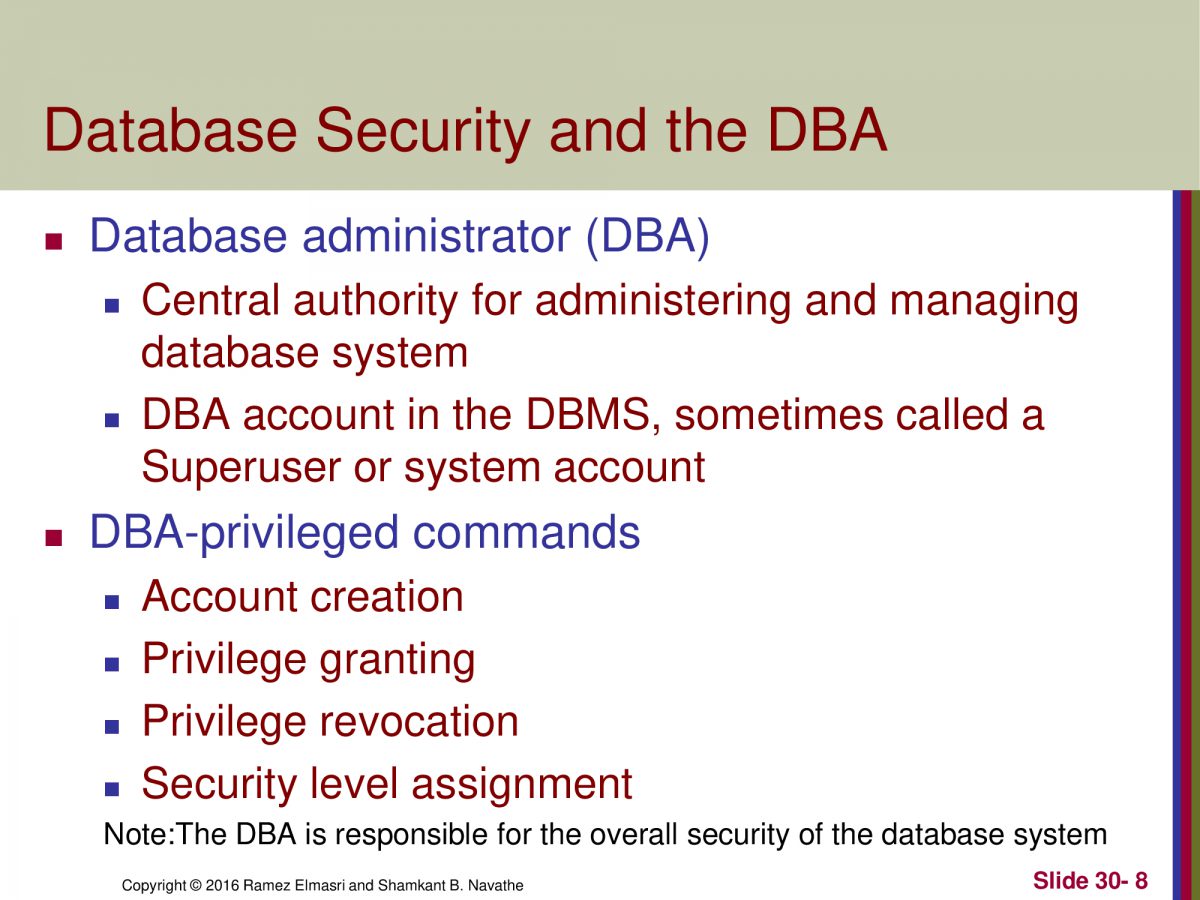 Database Security and the DBA
Database administrator (DBA)
Central authority for administering and managing
database system
DBA account in the DBMS, sometimes called a
Superuser or system account
DBA-privileged commands
Account creation
Privilege granting
Privilege revocation
Security level assignment
Note:The DBA is responsible for the overall security of the database system
Copyright © 2016 Ramez Elmasri and Shamkant B. Navathe
Slide 30- 8